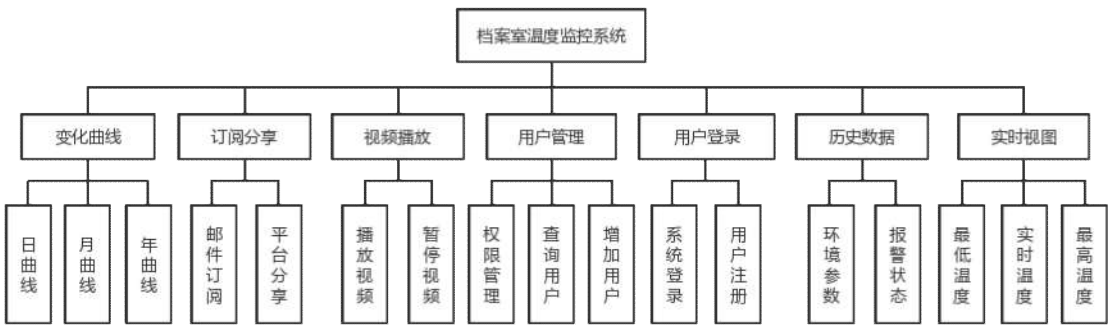 档案室温度监控系统
变化曲线
订阅分享
视频播放
用户管理
用户登录
历史数据
实时视图
日曲线
月曲线
年曲线
邮件订阅
平台分享
播放视频
暂停视频
权限管理
查询用户
增加用户
系统登录
用户注册
环境参数
报警状态
最低温度
实时温度
最高温度